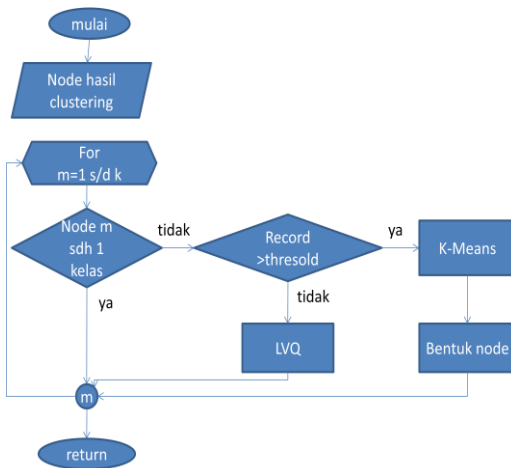 mulai
Node hasil
clustering
For
m=1 s/d k
Node m
sdh 1
kelas
tidak
Record
>thresold
ya
K-Means
tidak
ya
LVQ
Bentuk node
m
return